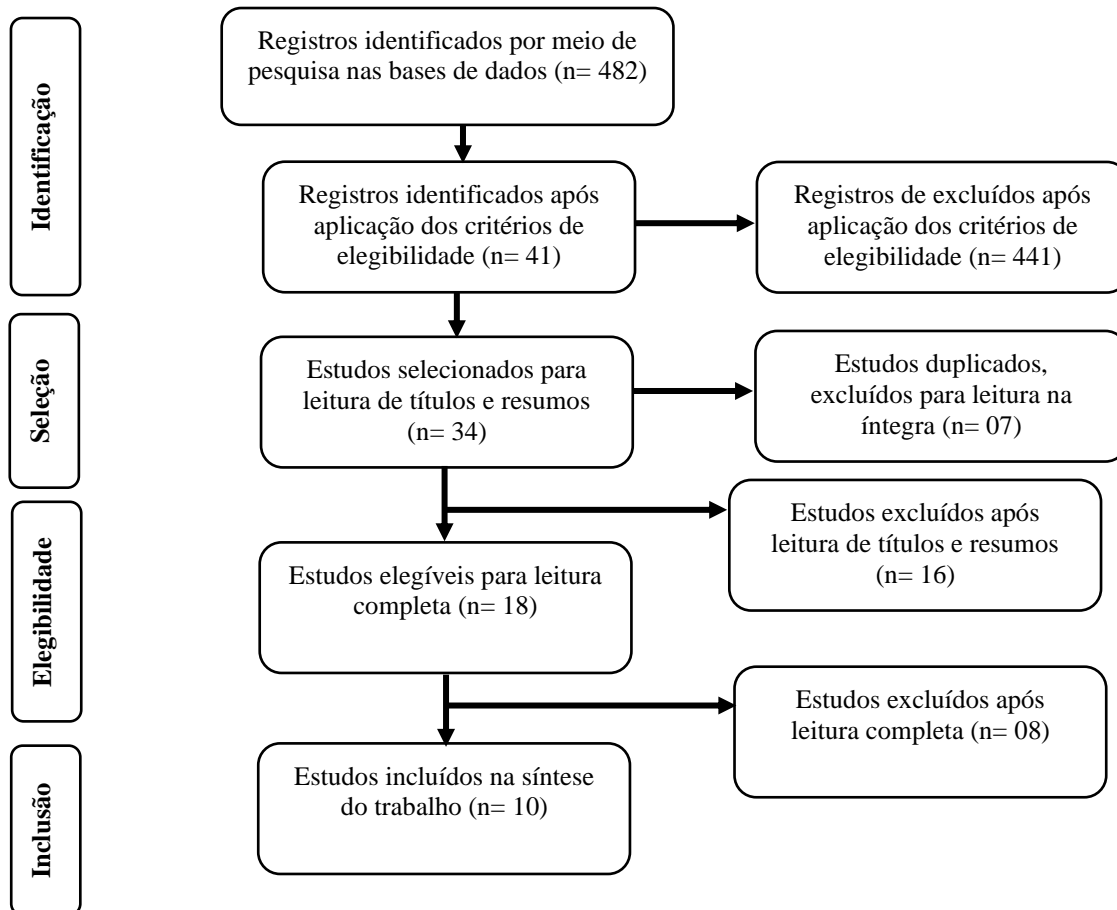 Identificação
Registros identificados por meio de
pesquisa nas bases de dados (n= 482)
Registros identificados após
aplicação dos critérios de
elegibilidade (n= 41)
Registros de excluídos após
aplicação dos critérios de
elegibilidade (n= 441)
Seleção
Estudos selecionados para
leitura de títulos e resumos
(n= 34)
Estudos duplicados,
excluídos para leitura na
íntegra (n= 07)
Elegibilidade
Estudos excluídos após
leitura de títulos e resumos
(n= 16)
Estudos elegíveis para leitura
completa (n= 18)
Estudos excluídos após
leitura completa (n= 08)
Inclusão
Estudos incluídos na síntese
do trabalho (n= 10)